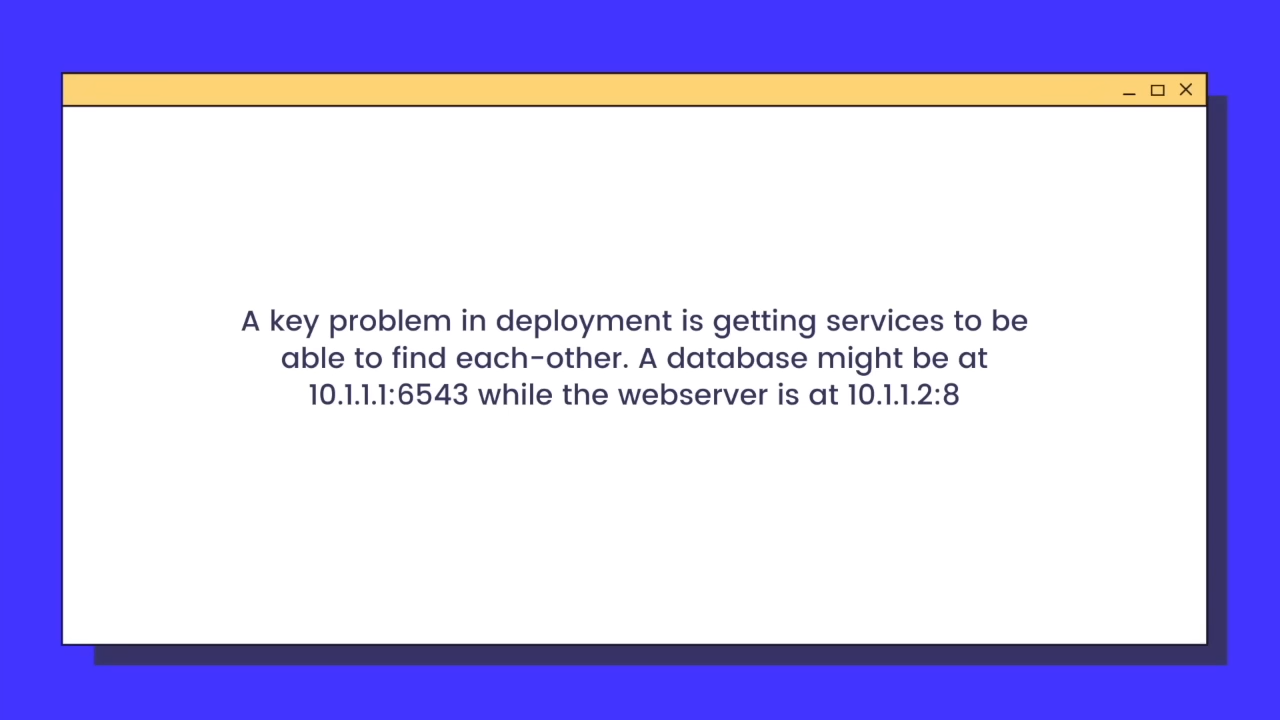 A key problem in deployment is getting services to be
able to find each-other. A database might be at
10.1.1.1:6543 while the webserver is at 10.1.1.2:8